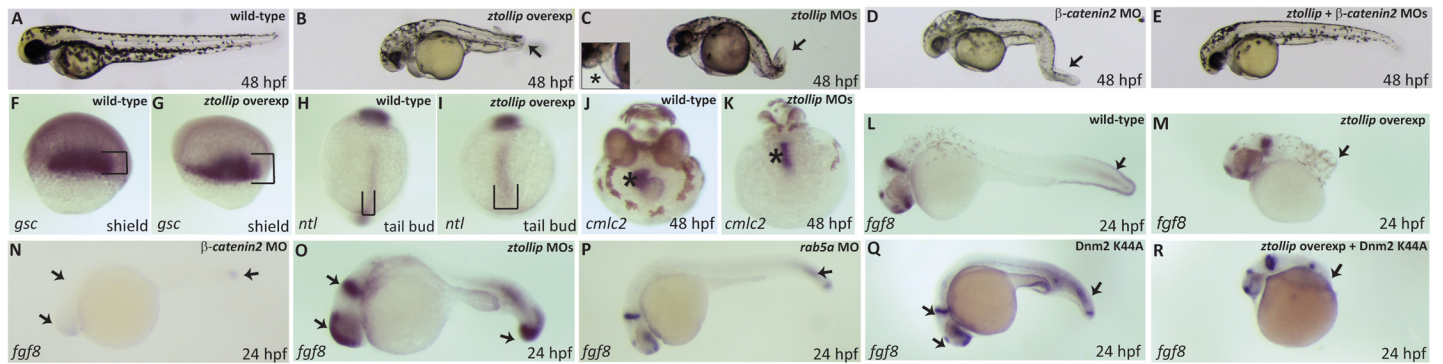 A wild-type
48 hpf
B ztollip overexp
48 hpf
C ztollip MOs
*
48 hpf
D β-catenin2 MO
48 hpf
E ztollip + β-catenin2 MOs
48 hpf
F wild-type
gsc shield
G ztollip overexp
gsc shield
H wild-type
ntl tail bud
I ztollip overexp
ntl tail bud
J wild-type
*
cmlc2 48 hpf
K ztollip MOs
*
cmlc2 48 hpf
L wild-type
fgf8 24 hpf
M ztollip overexp
fgf8 24 hpf
N β-catenin2 MO
fgf8 24 hpf
O ztollip MOs
fgf8 24 hpf
P rab5a MO
fgf8 24 hpf
Q Dnm2 K44A
fgf8 24 hpf
R ztollip overexp + Dnm2 K44A
fgf8 24 hpf